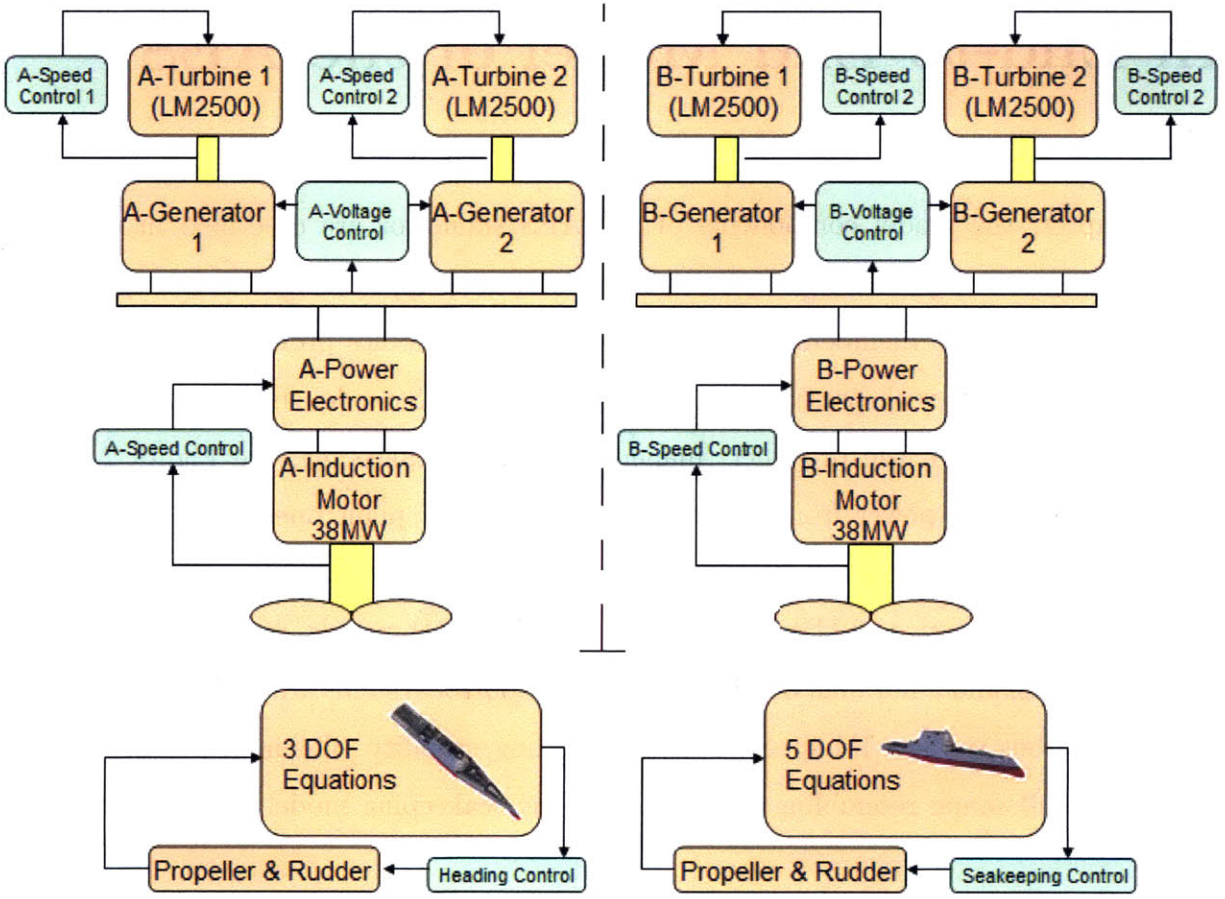 A-Speed
Control 1
A-Turbine 1
(LM2500)
A-Speed
Control 2
A-Turbine 2
(LM2500)
B-Turbine 1
(LM2500)
B-Speed
Control 2
B-Turbine 2
(LM2500)
B-Speed
Control 2
A-Generator
1
A-Voltage
Control
A-Generator
2
B-Generator
1
B-Voltage
Control
B-Generator
2
A-Power
Electronics
A-Speed Control
A-Induction
Motor
38MW
B-Power
Electronics
B-Speed Control
B-Induction
Motor
38MW
3 DOF
Equations
Propeller & Rudder
Heading Control
5 DOF
Equations
Propeller & Rudder
Seakeeping Control